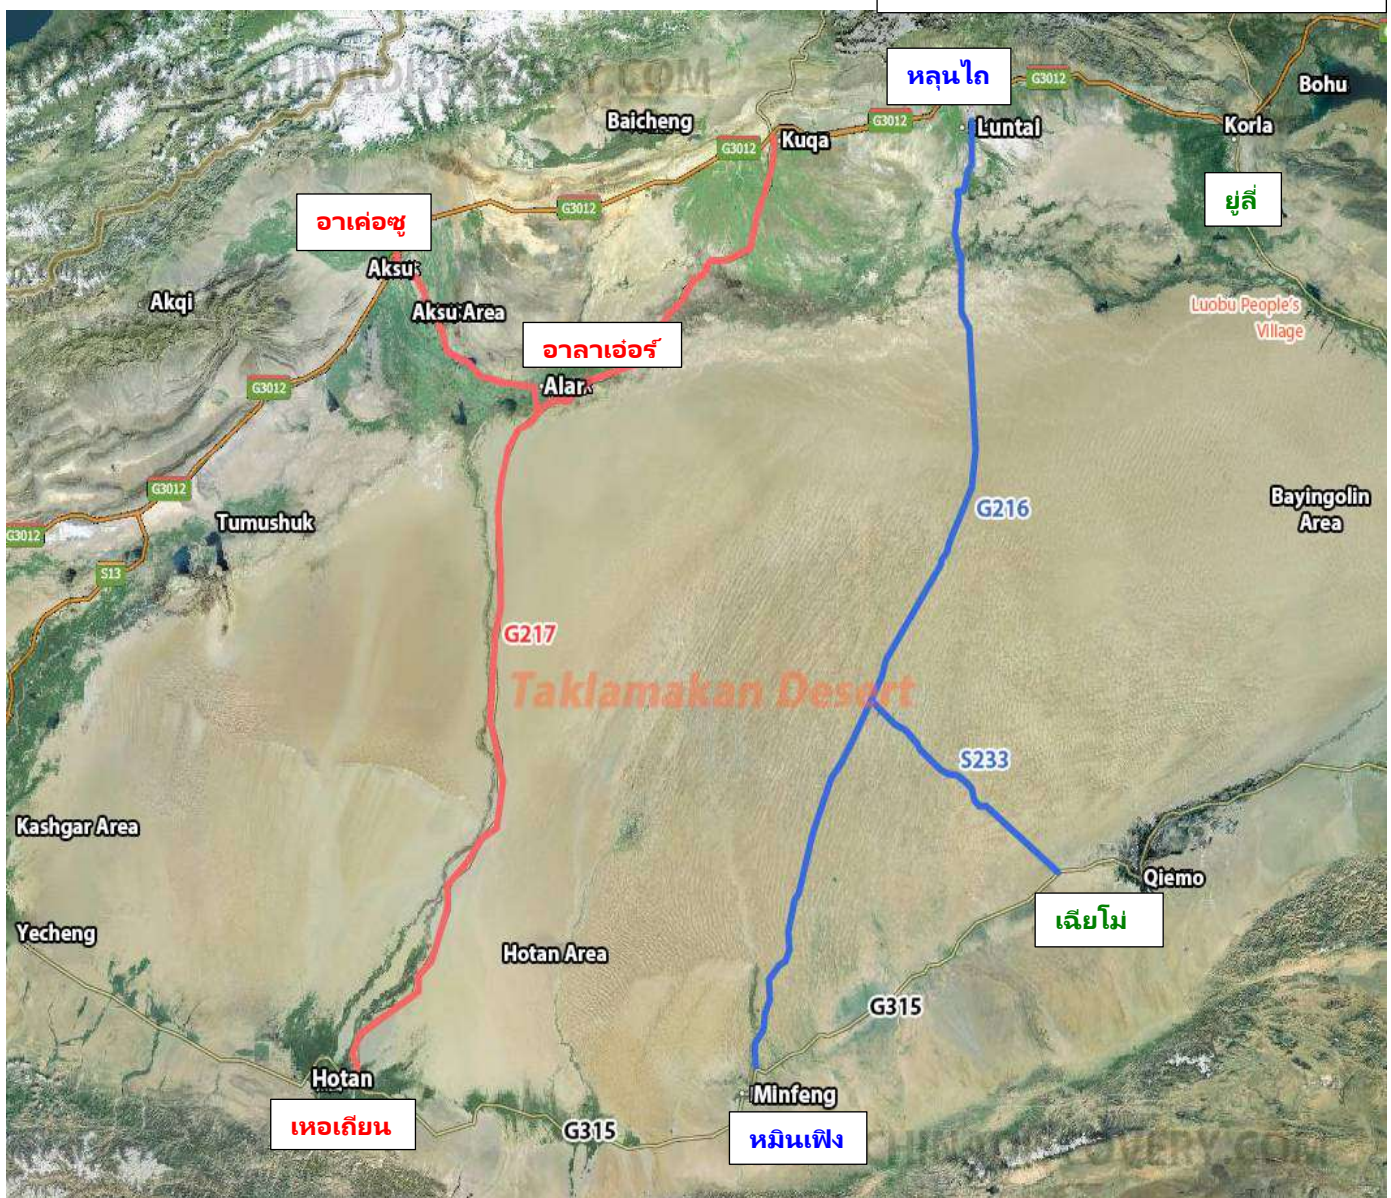 CHINADISCOVERY.COM
หลุนไถ
G3012
Bohu
Baicheng
G3012
Luntai
Korla
G3012
Kuqa
ยู่ลี่
G3012
อาเค่อซู
Aksu
Akqi
Aksu Area
Luobu People's
Village
อาลาเอ๋อร์
Alar
G3012
G3012
Bayingolin
Area
G216
Tumushuk
G3012
S13
G217
Taklamakan Desert
S233
Kashgar Area
Qiemo
เฉียโม่
Yecheng
Hotan Area
G315
Hotan
Minfeng
เหอเถียน
G315
หมินเฟิง
CHINADISCOVERY.COM